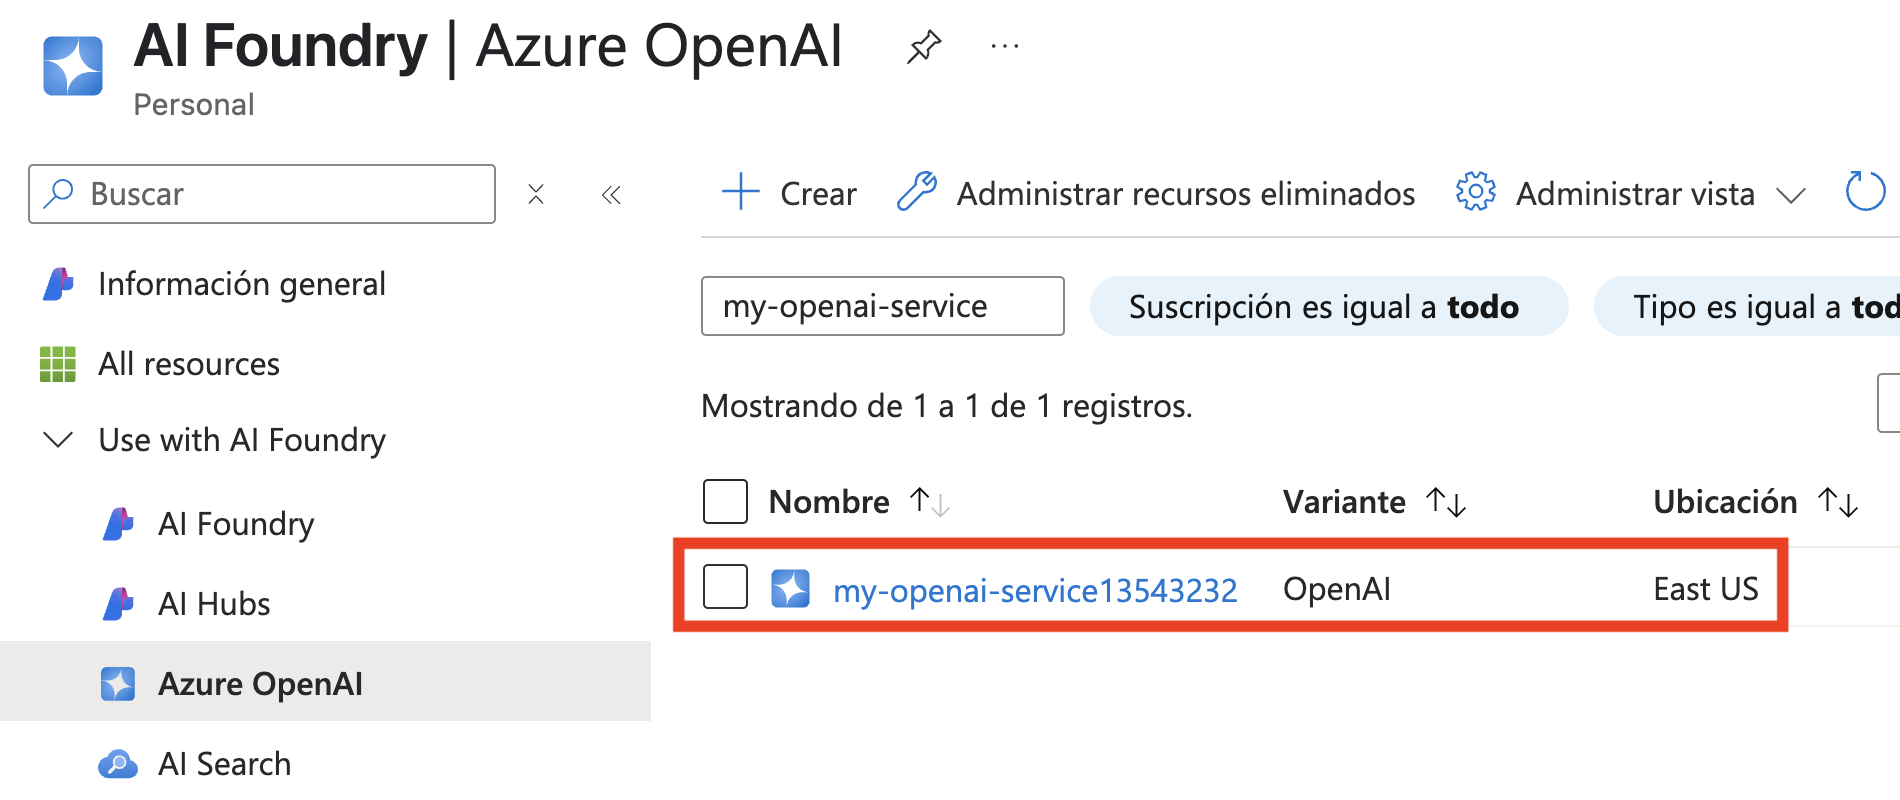 AI Foundry | Azure OpenAI
Personal
Buscar
Crear
Administrar recursos eliminados
Administrar vista
Información general
All resources
Use with AI Foundry
AI Foundry
AI Hubs
Azure OpenAI
AI Search
my-openai-service
Suscripción es igual a todo
Tipo es igual a
Mostrando de 1 a 1 de 1 registros.
Nombre Variante Ubicación
my-openai-service13543232 OpenAI East US